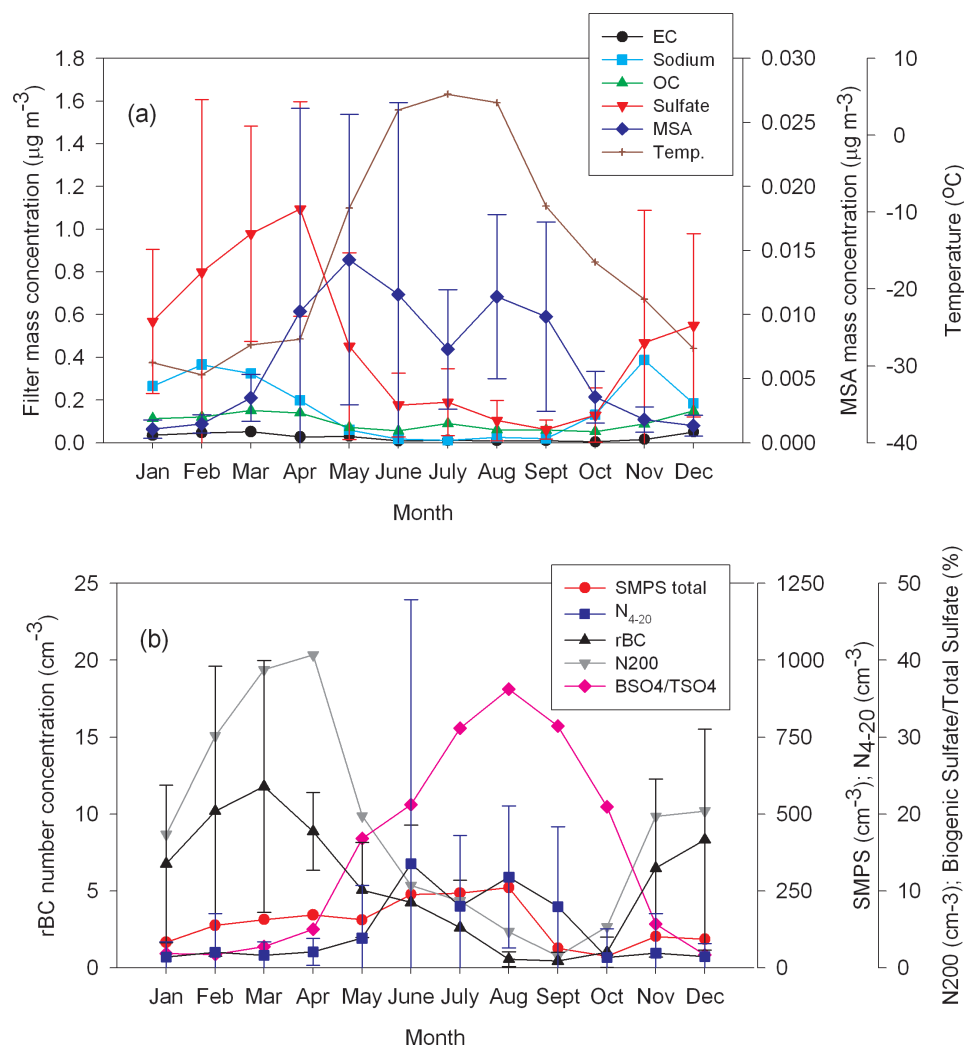 EC
Sodium
OC
Sulfate
MSA
Temp.
(a)
1.8
1.6
1.4
1.2
1.0
0.8
0.6
0.4
0.2
0.0
Filter mass concentration (μg m-3)
0.030
0.025
0.020
0.015
0.010
0.005
0.000
MSA mass concentration (μg m-3)
10
0
-10
-20
-30
-40
Temperature (oC)
Jan Feb Mar Apr May June July Aug Sept Oct Nov Dec
Month
SMPS total
N4-20
rBC
N200
BSO4/TSO4
(b)
25
20
15
10
5
0
rBC number concentration (cm-3)
1250
1000
750
500
250
0
SMPS (cm-3); N4-20 (cm-3)
50
40
30
20
10
0
N200 (cm-3); Biogenic Sulfate/Total Sulfate (%)
Jan Feb Mar Apr May June July Aug Sept Oct Nov Dec
Month